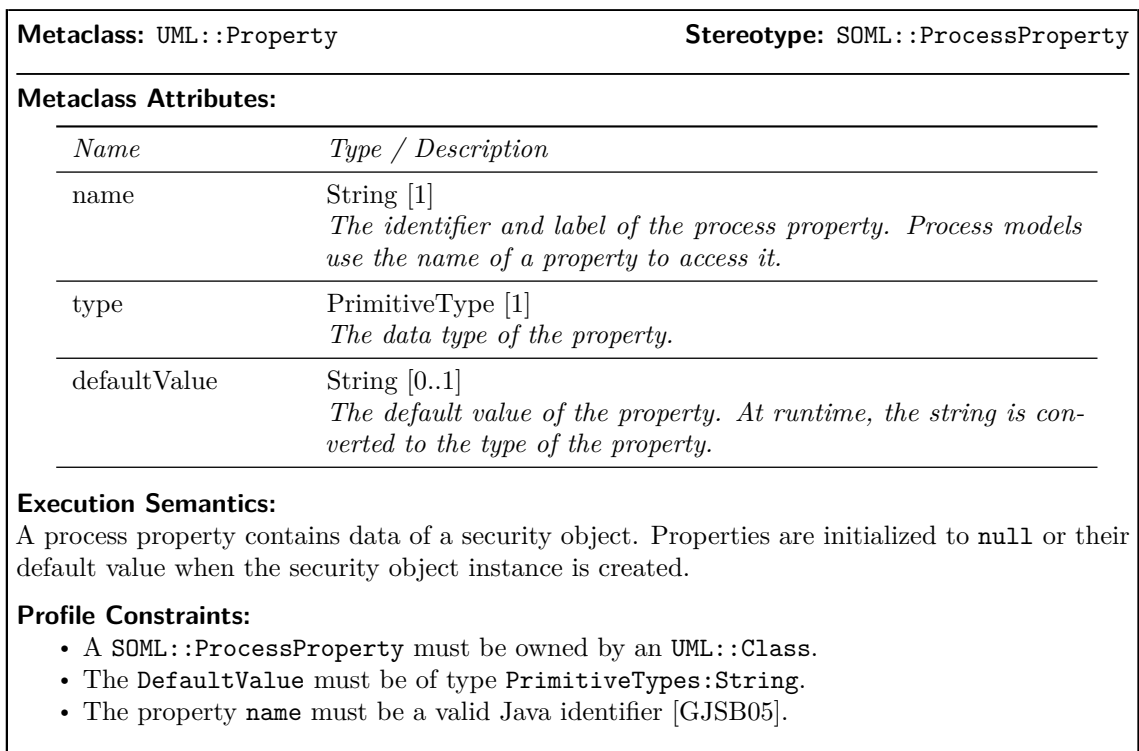 Metaclass: UML::Property Stereotype: SOML::ProcessProperty
Metaclass Attributes:
Name Type / Description
name String [1]
The identifier and label of the process property. Process models
use the name of a property to access it.
type PrimitiveType [1]
The data type of the property.
defaultValue String [0..1]
The default value of the property. At runtime, the string is con-
verted to the type of the property.
Execution Semantics:
A process property contains data of a security object. Properties are initialized to null or their
default value when the security object instance is created.
Profile Constraints:
• A SOML::ProcessProperty must be owned by an UML::Class.
• The DefaultValue must be of type PrimitiveTypes:String.
• The property name must be a valid Java identifier [GJSB05].